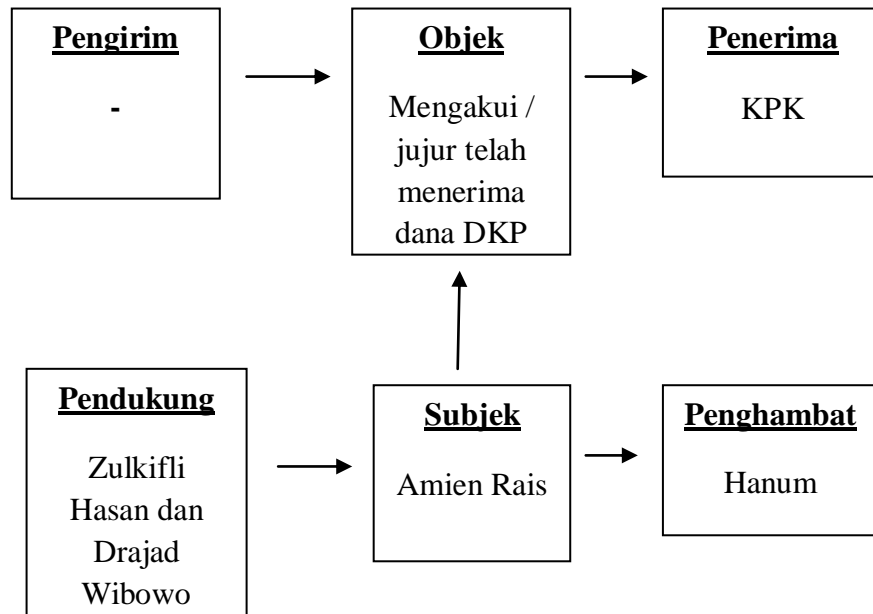 Pengirim
-
Objek
Mengakui /
jujur telah
menerima
dana DKP
Penerima
KPK
Pendukung
Zulkifli
Hasan dan
Drajad
Wibowo
Subjek
Amien Rais
Penghambat
Hanum